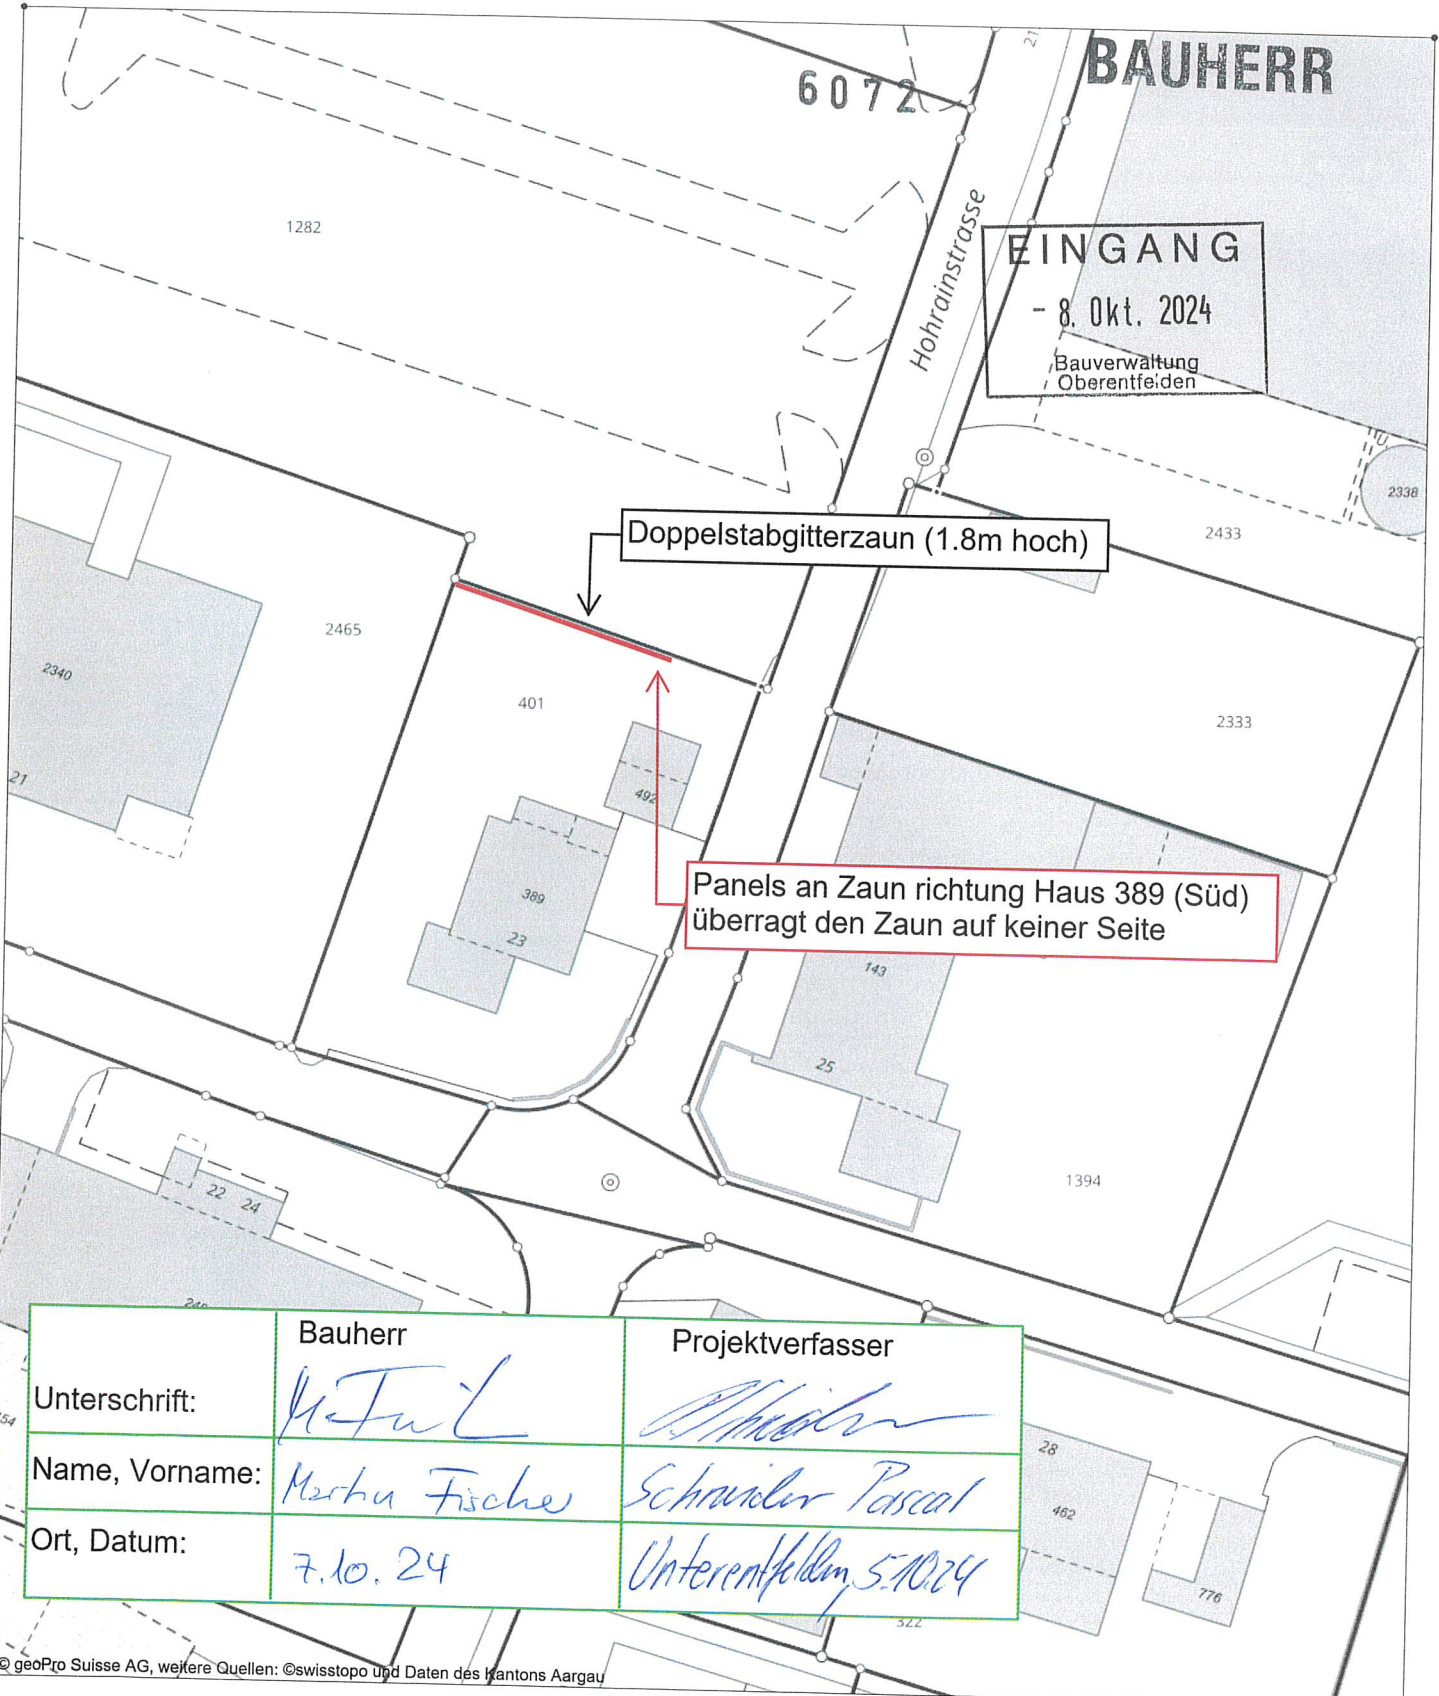 21
BAUHERR
6072
1282
Hohrainstrasse
EINGANG
- 8. Okt. 2024
Bauverwaltung
Oberentfelden
2338
2433
Doppelstabgitterzaun (1.8m hoch)
2465
2340
401
2333
21
492
389
23
Panels an Zaun richtung Haus 389 (Süd)
überragt den Zaun auf keiner Seite
143
25
1394
22 24
Bauherr Projektverfasser
Unterschrift:
Name, Vorname: Martin Fischer Schneider Pascal
Ort, Datum: 7.10.24 Unterentfelden, 5.10.24
28
462
776
322
© geoPro Suisse AG, weitere Quellen: ©swisstopo und Daten des Kantons Aargau